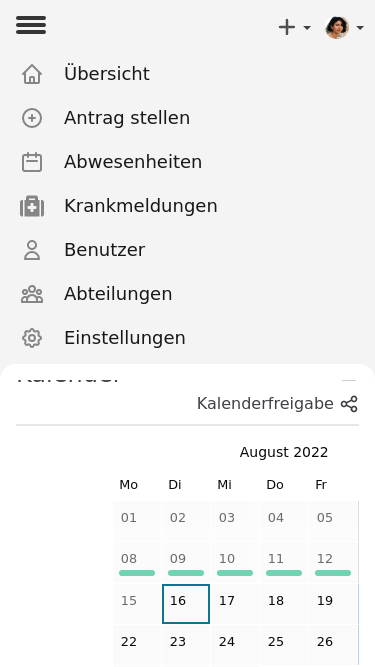 Übersicht
Antrag stellen
Abwesenheiten
Krankmeldungen
Benutzer
Abteilungen
Einstellungen
Kalender
Kalenderfreigabe
August 2022
Mo Di Mi Do Fr
01 02 03 04 05
08 09 10 11 12
15 16 17 18 19
22 23 24 25 26